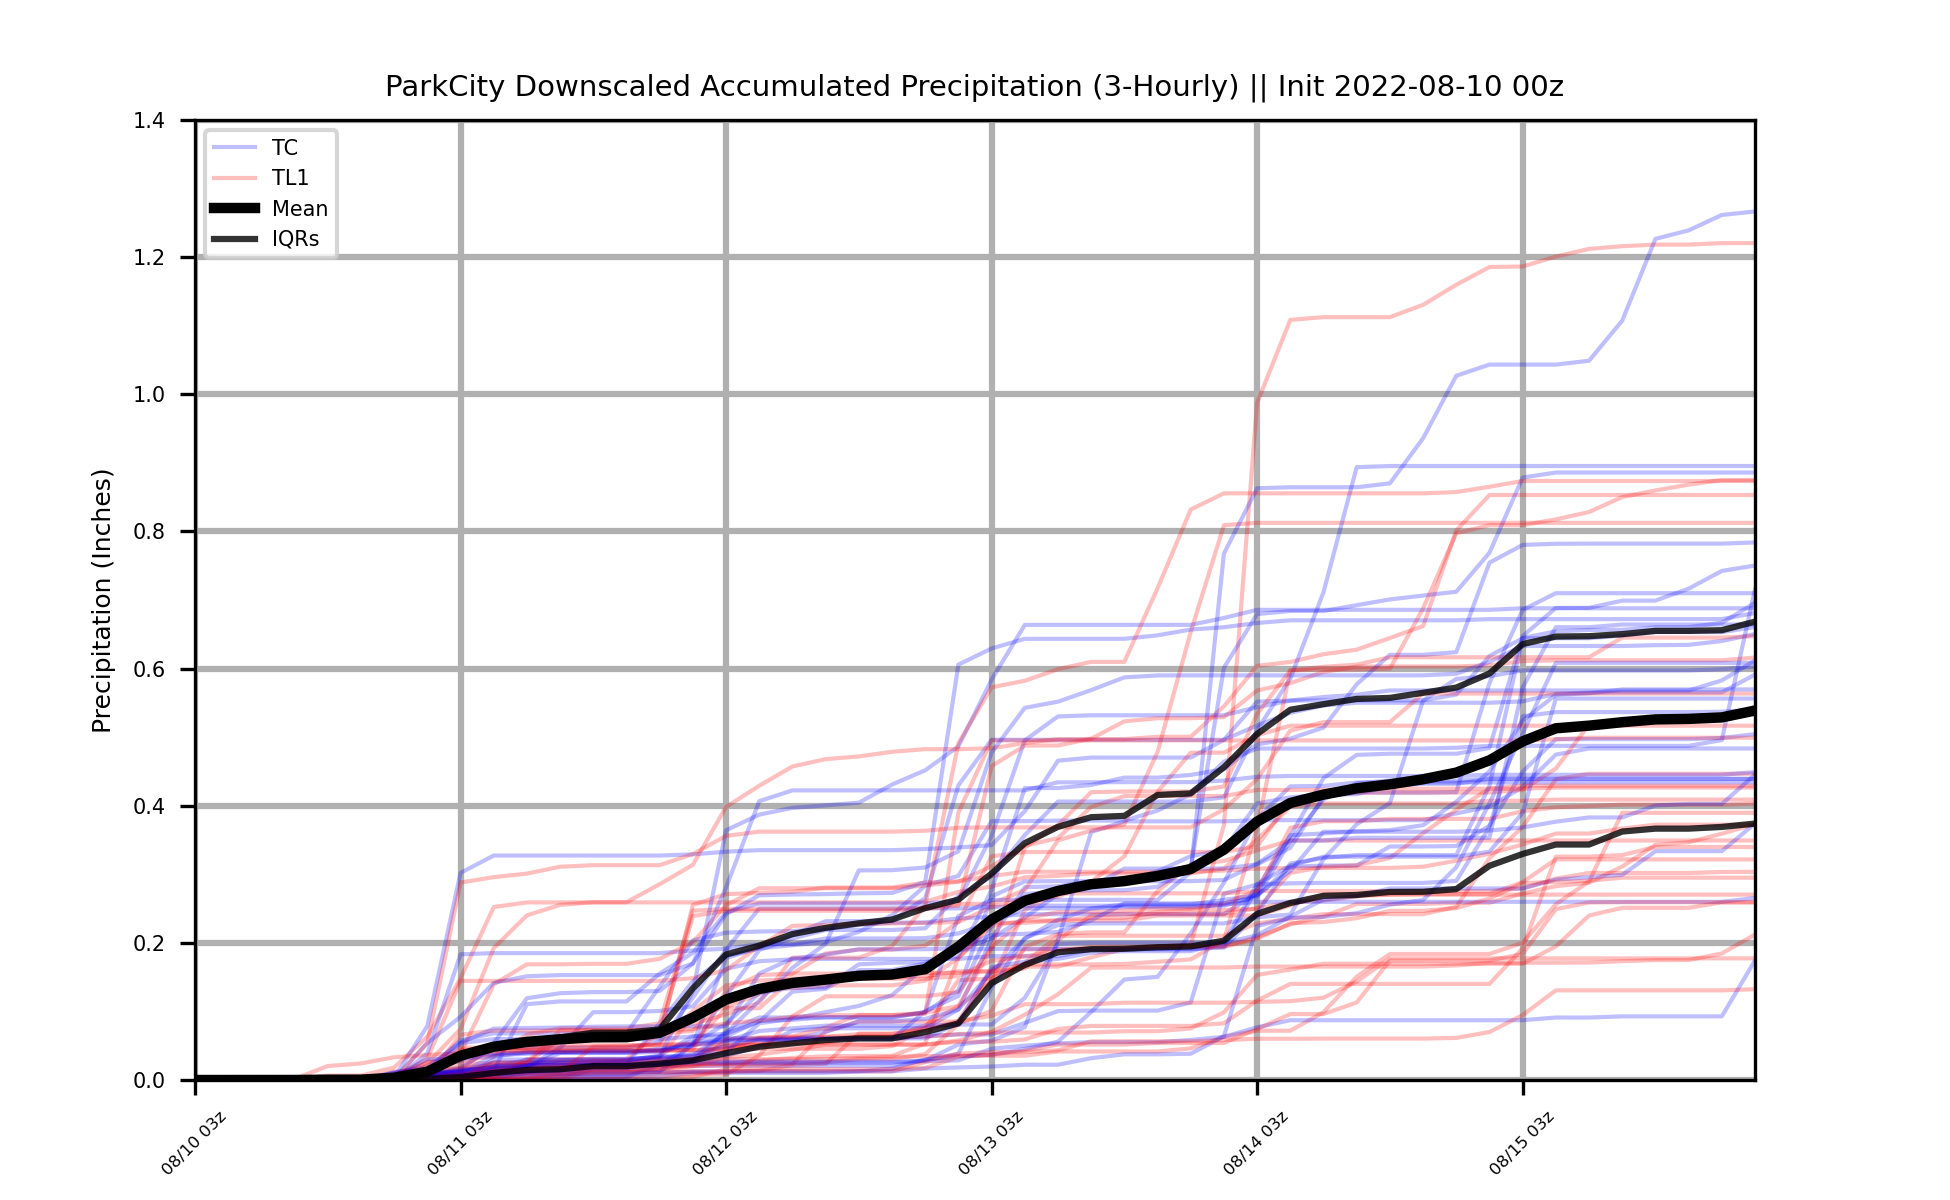 ParkCity Downscaled Accumulated Precipitation (3-Hourly) || Init 2022-08-10 00z
TC
TL1
Mean
IQRs
Precipitation (Inches)
1.4
1.2
1.0
0.8
0.6
0.4
0.2
0.0
08/10 03z
08/11 03z
08/12 03z
08/13 03z
08/14 03z
08/15 03z